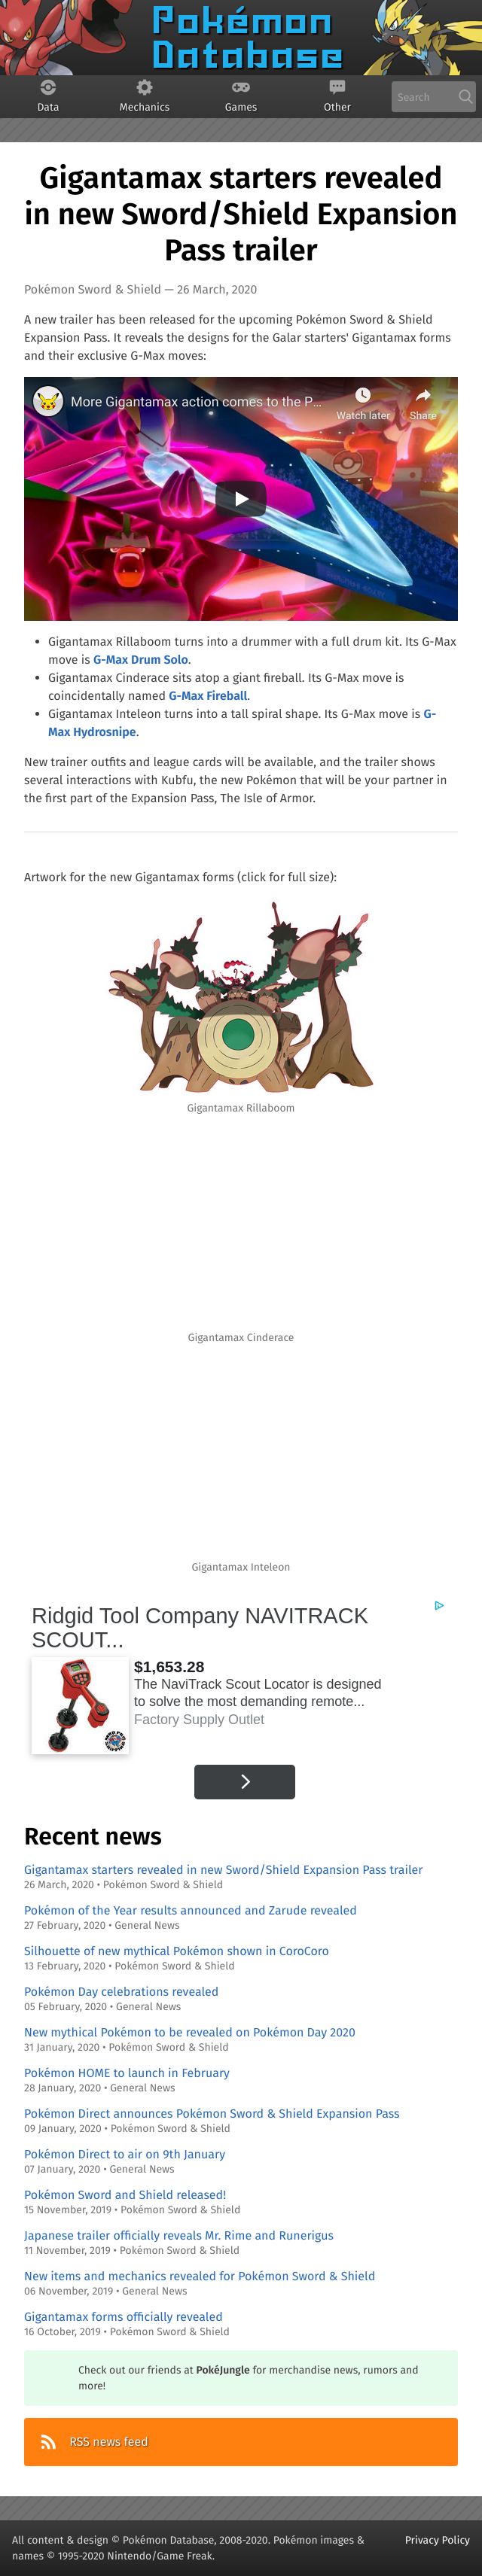 Pokémon
Database
Data
Mechanics
Games
Other
Search
Gigantamax starters revealed
in new Sword/Shield Expansion
Pass trailer
Pokémon Sword & Shield — 26 March, 2020
A new trailer has been released for the upcoming Pokémon Sword & Shield
Expansion Pass. It reveals the designs for the Galar starters' Gigantamax forms
and their exclusive G-Max moves:
More Gigantamax action comes to the P...
Watch later
Share
• Gigantamax Rillaboom turns into a drummer with a full drum kit. Its G-Max
move is G-Max Drum Solo.
• Gigantamax Cinderace sits atop a giant fireball. Its G-Max move is
coincidentally named G-Max Fireball.
• Gigantamax Inteleon turns into a tall spiral shape. Its G-Max move is G-
Max Hydrosnipe.
New trainer outfits and league cards will be available, and the trailer shows
several interactions with Kubfu, the new Pokémon that will be your partner in
the first part of the Expansion Pass, The Isle of Armor.
Artwork for the new Gigantamax forms (click for full size):
Gigantamax Rillaboom
Gigantamax Cinderace
Gigantamax Inteleon
Ridgid Tool Company NAVITRACK
SCOUT...
$1,653.28
The NaviTrack Scout Locator is designed
to solve the most demanding remote...
Factory Supply Outlet
Recent news
Gigantamax starters revealed in new Sword/Shield Expansion Pass trailer
26 March, 2020 • Pokémon Sword & Shield
Pokémon of the Year results announced and Zarude revealed
27 February, 2020 • General News
Silhouette of new mythical Pokémon shown in CoroCoro
13 February, 2020 • Pokémon Sword & Shield
Pokémon Day celebrations revealed
05 February, 2020 • General News
New mythical Pokémon to be revealed on Pokémon Day 2020
31 January, 2020 • Pokémon Sword & Shield
Pokémon HOME to launch in February
28 January, 2020 • General News
Pokémon Direct announces Pokémon Sword & Shield Expansion Pass
09 January, 2020 • Pokémon Sword & Shield
Pokémon Direct to air on 9th January
07 January, 2020 • General News
Pokémon Sword and Shield released!
15 November, 2019 • Pokémon Sword & Shield
Japanese trailer officially reveals Mr. Rime and Runerigus
11 November, 2019 • Pokémon Sword & Shield
New items and mechanics revealed for Pokémon Sword & Shield
06 November, 2019 • General News
Gigantamax forms officially revealed
16 October, 2019 • Pokémon Sword & Shield
Check out our friends at PokéJungle for merchandise news, rumors and
more!
RSS news feed
All content & design © Pokémon Database, 2008-2020. Pokémon images &
names © 1995-2020 Nintendo/Game Freak.
Privacy Policy